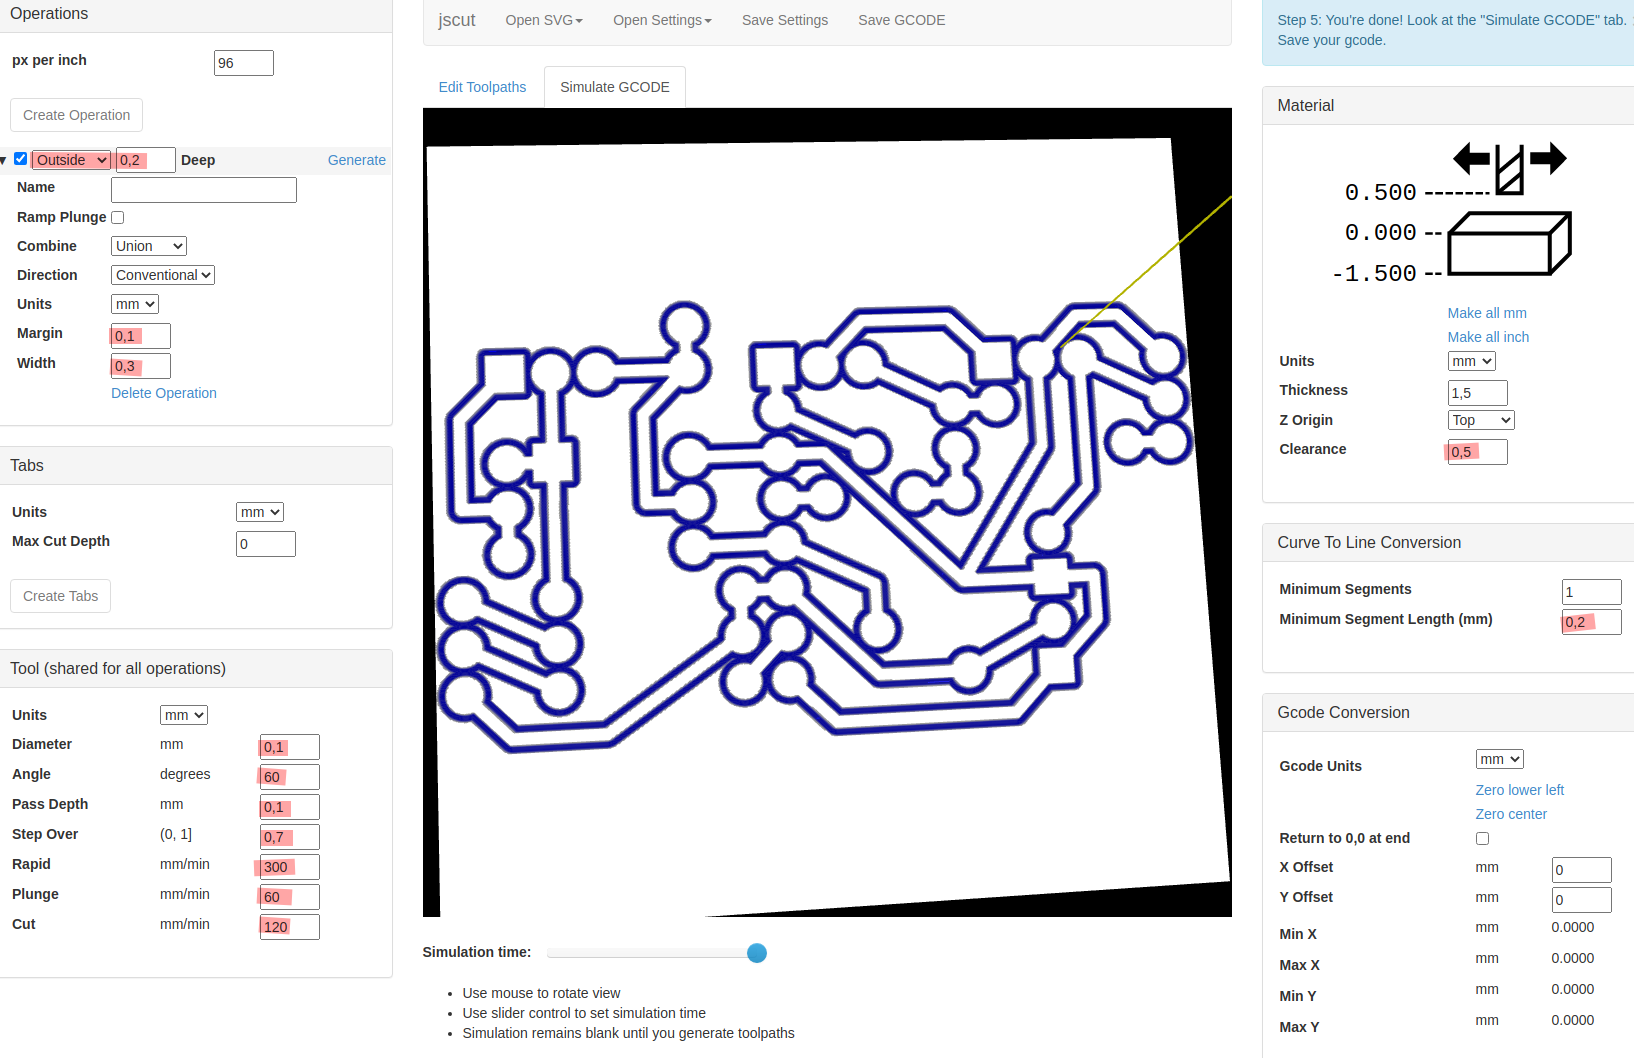 Operations
px per inch 96
Create Operation
Outside 0,2 Deep Generate
Name
Ramp Plunge
Combine Union
Direction Conventional
Units mm
Margin 0,1
Width 0,3
Delete Operation
Tabs
Units mm
Max Cut Depth 0
Create Tabs
Tool (shared for all operations)
Units mm
Diameter mm 0,1
Angle degrees 60
Pass Depth mm 0,1
Step Over (0, 1] 0,7
Rapid mm/min 300
Plunge mm/min 60
Cut mm/min 120
jscut Open SVG Open Settings Save Settings Save GCODE
Edit Toolpaths Simulate GCODE
Simulation time:
• Use mouse to rotate view
• Use slider control to set simulation time
• Simulation remains blank until you generate toolpaths
Step 5: You're done! Look at the "Simulate GCODE" tab.
Save your gcode.
Material
0.500
0.000
-1.500
Make all mm
Make all inch
Units mm
Thickness 1,5
Z Origin Top
Clearance 0,5
Curve To Line Conversion
Minimum Segments 1
Minimum Segment Length (mm) 0,2
Gcode Conversion
Gcode Units mm
Zero lower left
Zero center
Return to 0,0 at end
X Offset mm 0
Y Offset mm 0
Min X mm 0.0000
Max X mm 0.0000
Min Y mm 0.0000
Max Y mm 0.0000